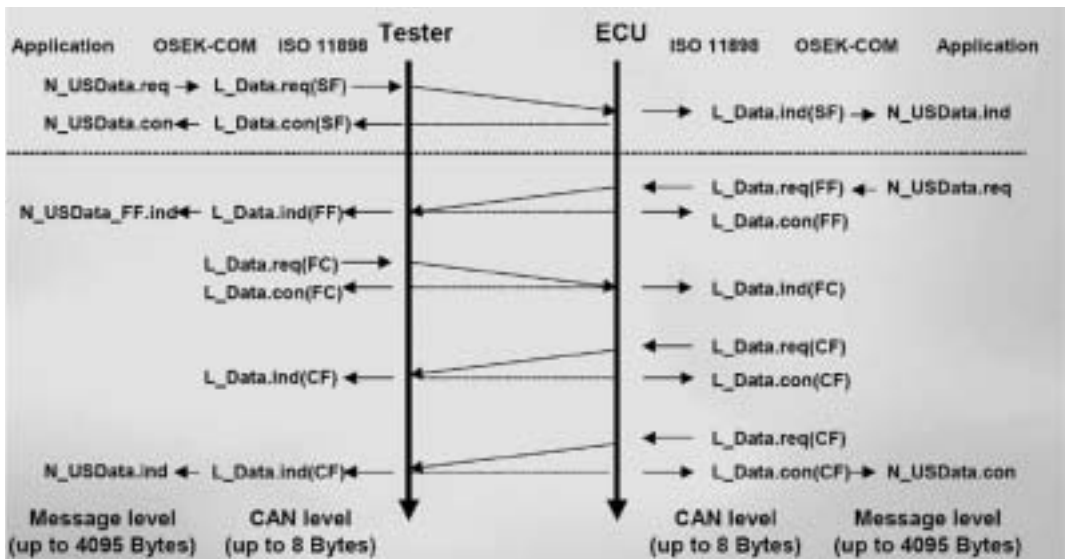 Application OSEK-COM ISO 11898 Tester ECU ISO 11898 OSEK-COM Application
N_USData.req L_Data.req(SF)
L_Data.ind(SF) N_USData.ind
N_USData.con L_Data.con(SF)
L_Data.req(FF) N_USData.req
N_USData_FF.ind L_Data.ind(FF) L_Data.con(FF)
L_Data.req(FC)
L_Data.con(FC) L_Data.ind(FC)
L_Data.req(CF)
L_Data.ind(CF) L_Data.con(CF)
L_Data.req(CF)
N_USData.ind L_Data.ind(CF) L_Data.con(CF) N_USData.con
Message level CAN level CAN level Message level
(up to 4095 Bytes) (up to 8 Bytes) (up to 8 Bytes) (up to 4095 Bytes)